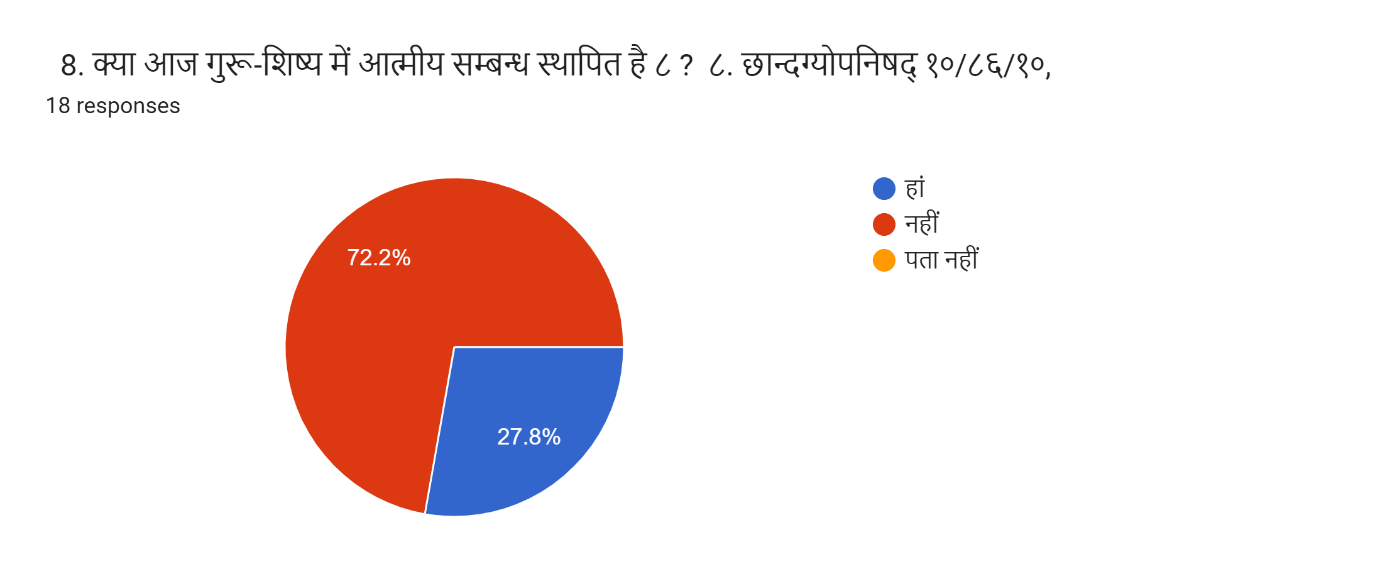 8. क्या आज गुरू-शिष्य में आत्मीय सम्बन्ध स्थापित है ८ ? ८. छान्दग्योपनिषद् १०/८६/१०,
18 responses
हां
नहीं
पता नहीं
72.2%
27.8%